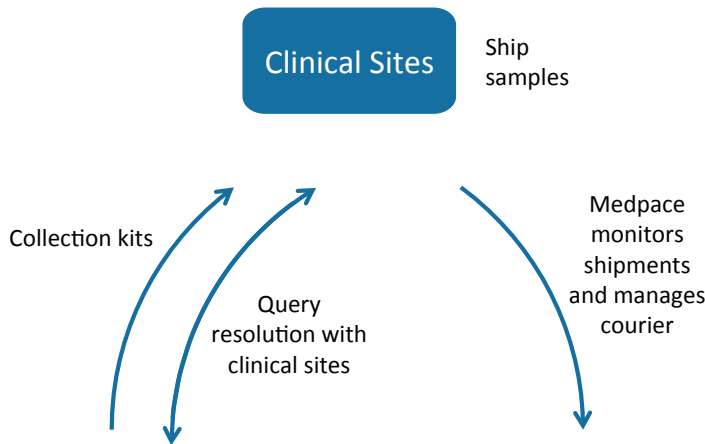 Clinical Sites
Ship
samples
Collection kits
Query
resolution with
clinical sites
Medpace
monitors
shipments
and manages
courier